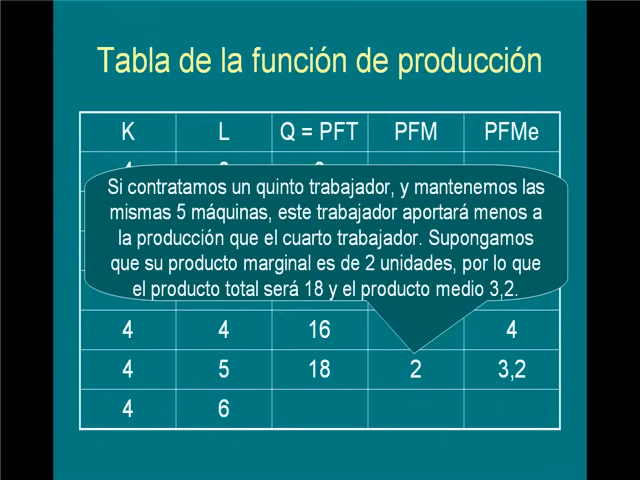 Tabla de la función de producción
K L Q = PFT PFM PFMe
Si contratamos un quinto trabajador, y mantenemos las
mismas 5 máquinas, este trabajador aportará menos a
la producción que el cuarto trabajador. Supongamos
que su producto marginal es de 2 unidades, por lo que
el producto total será 18 y el producto medio 3,2.
4 4 16 4
4 5 18 2 3,2
4 6